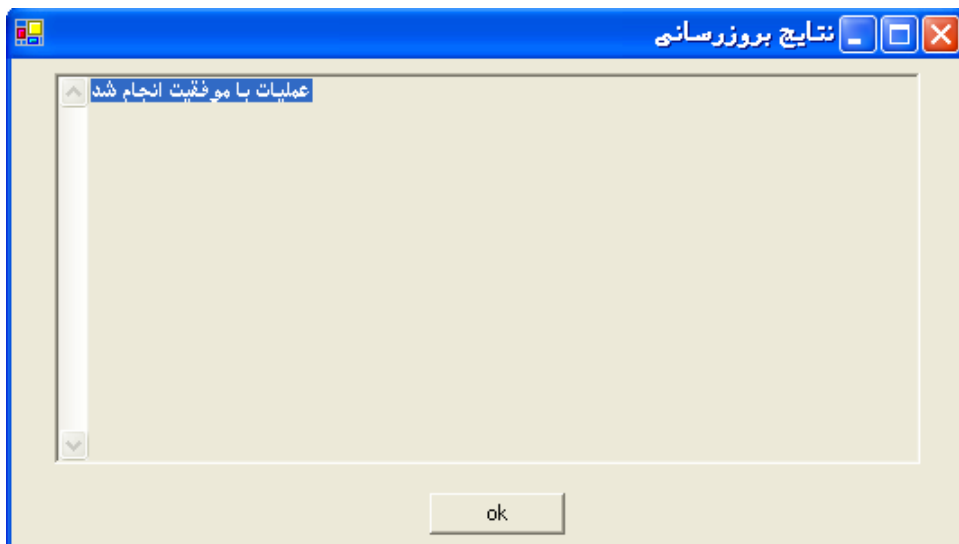 نتایج بروزرسانی
عملیات با موفقیت انجام شد
ok